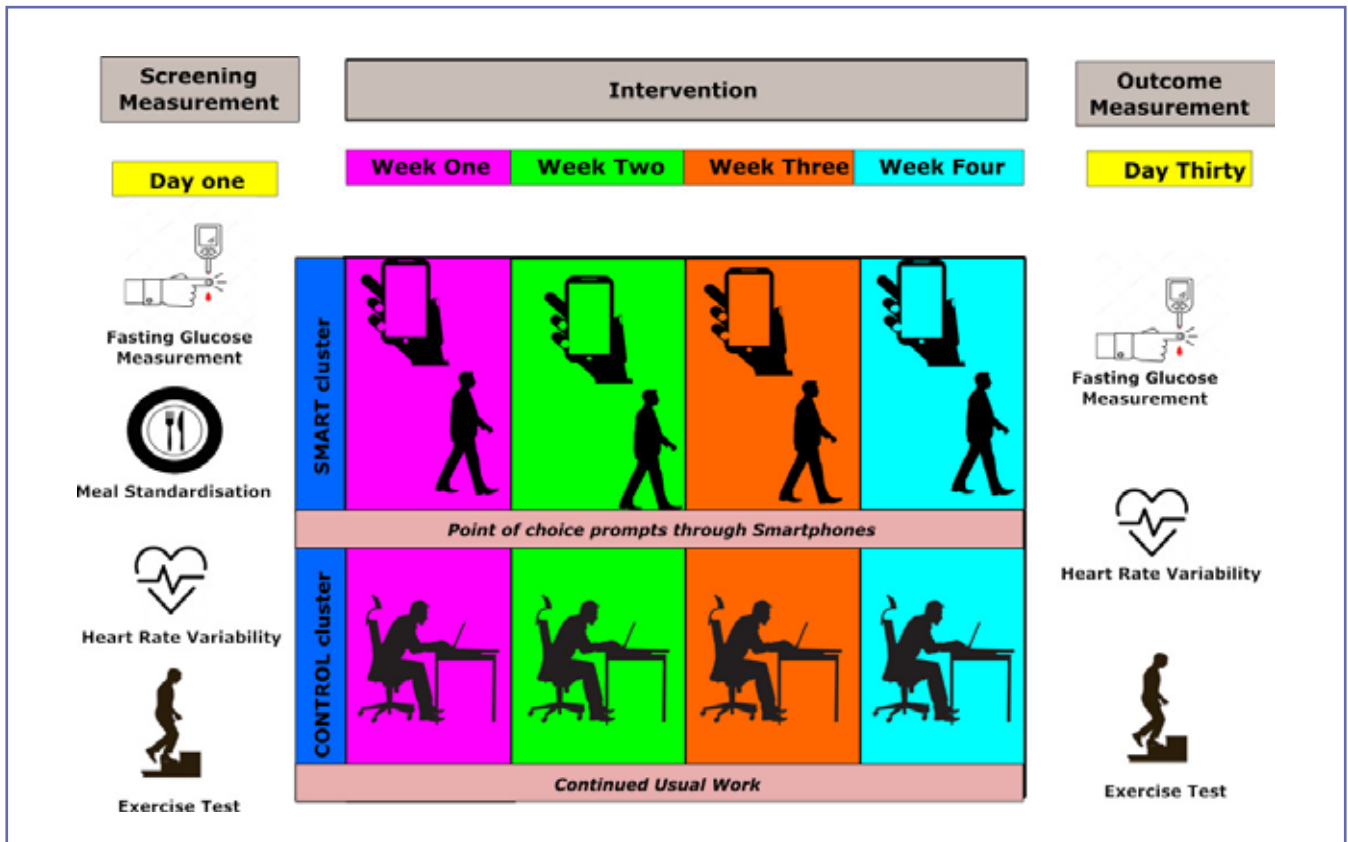 Screening
Measurement
Intervention
Outcome
Measurement
Day one
Week One
Week Two
Week Three
Week Four
Day Thirty
Fasting Glucose
Measurement
Meal Standardisation
Heart Rate Variability
Exercise Test
SMART cluster
Point of choice prompts through Smartphones
CONTROL cluster
Continued Usual Work
Fasting Glucose
Measurement
Heart Rate Variability
Exercise Test